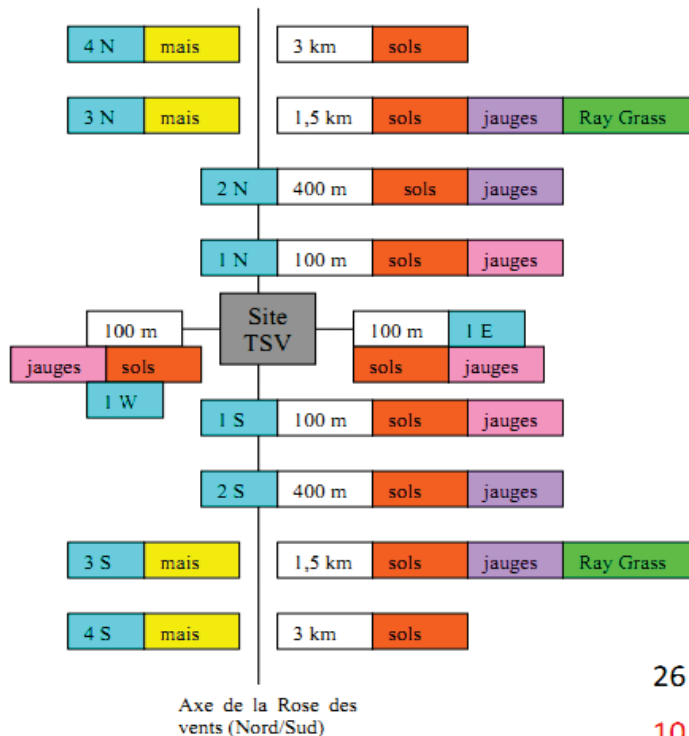 4 N mais 3 km sols
3 N mais 1,5 km sols jauges Ray Grass
2 N 400 m sols jauges
1 N 100 m sols jauges
Site
TSV
100 m
jauges sols
1 W
100 m 1 E
sols jauges
1 S 100 m sols jauges
2 S 400 m sols jauges
3 S mais 1,5 km sols jauges Ray Grass
4 S mais 3 km sols
Axe de la Rose des
vents (Nord/Sud)
26
10